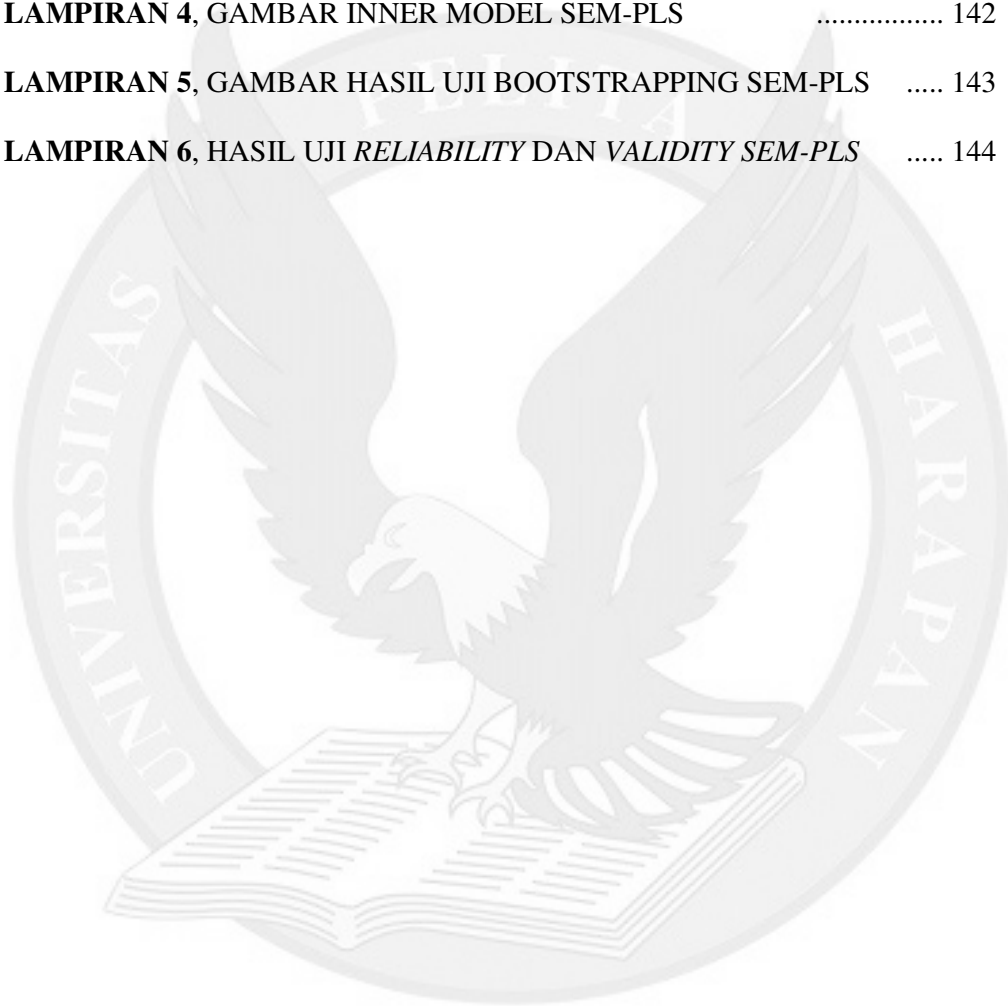 LAMPIRAN 4, GAMBAR INNER MODEL SEM-PLS ................. 142
LAMPIRAN 5, GAMBAR HASIL UJI BOOTSTRAPPING SEM-PLS ..... 143
LAMPIRAN 6, HASIL UJI RELIABILITY DAN VALIDITY SEM-PLS ..... 144
UNIVERSITAS PELITA HARAPAN